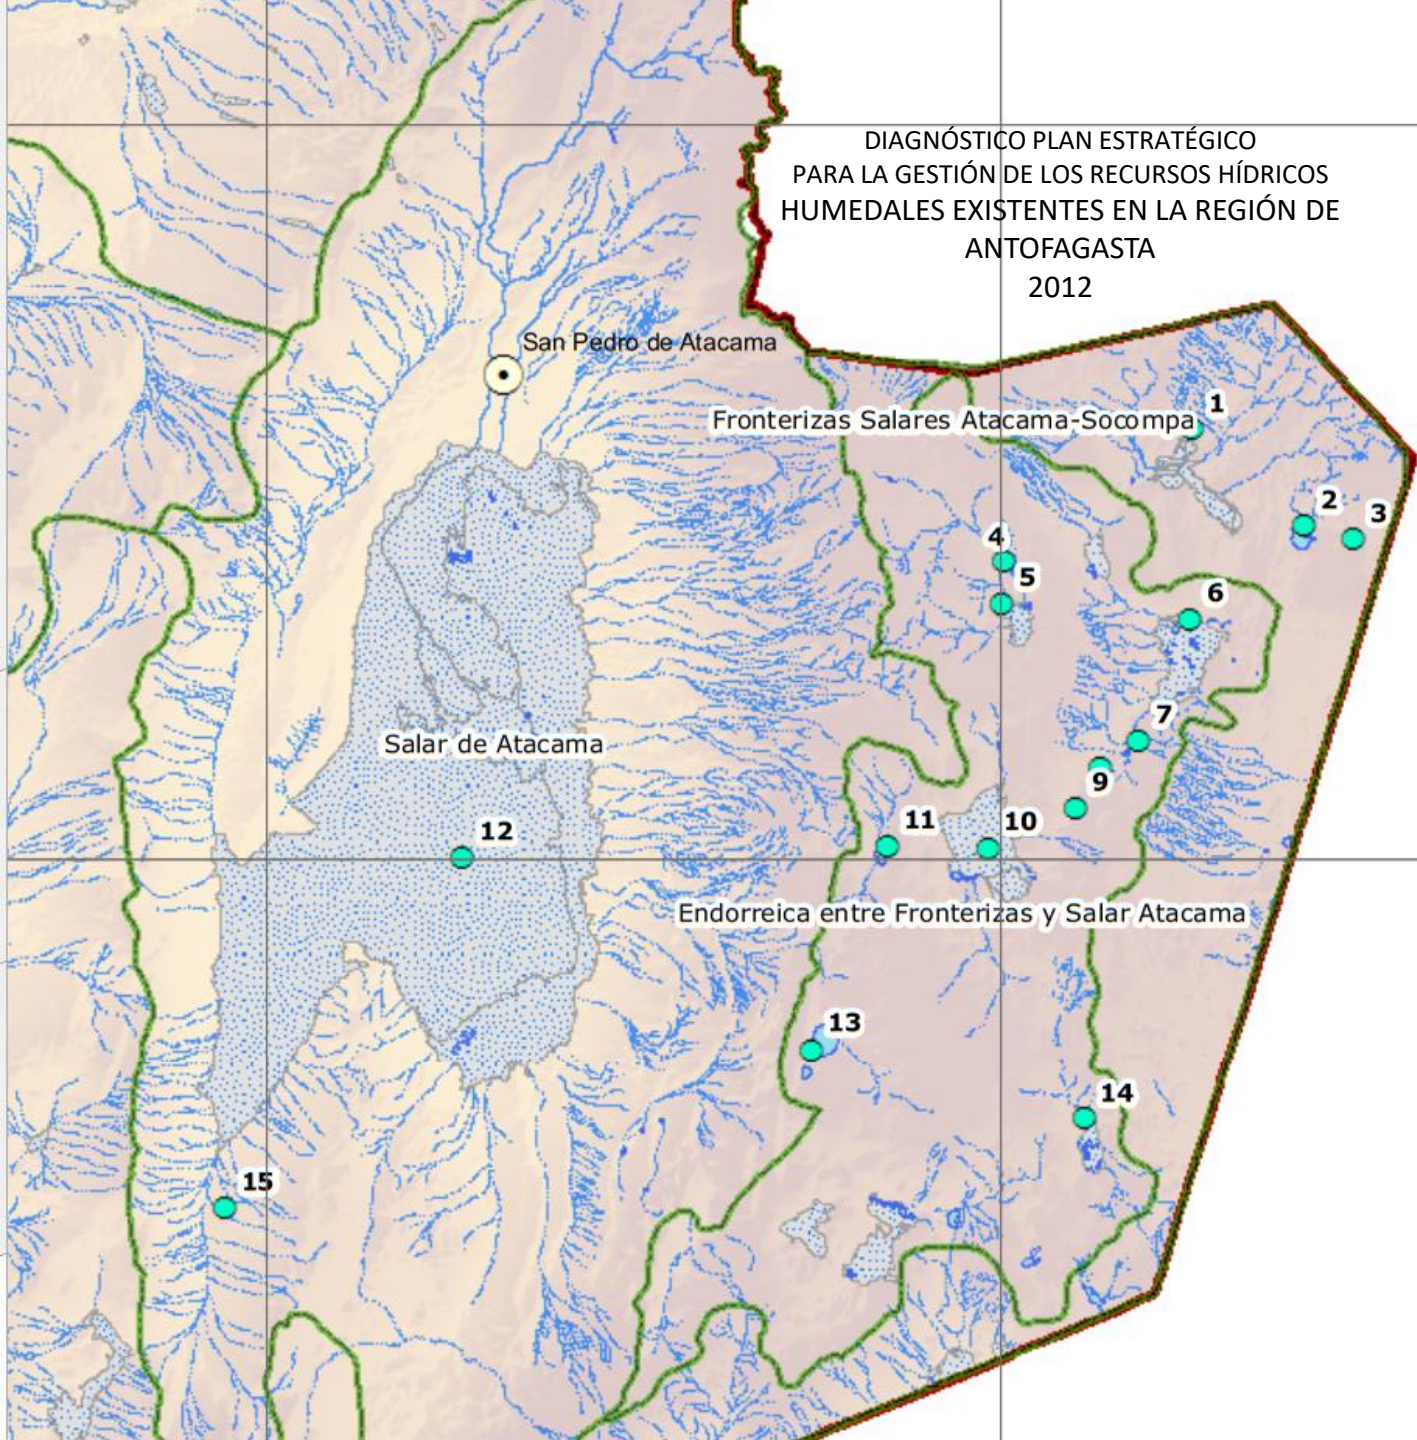 DIAGNÓSTICO PLAN ESTRATÉGICO
PARA LA GESTIÓN DE LOS RECURSOS HÍDRICOS
HUMEDALES EXISTENTES EN LA REGIÓN DE
ANTOFAGASTA
2012
San Pedro de Atacama
1
Fronterizas Salares Atacama-Socompa
2
3
4
5
6
7
Salar de Atacama
9
11
10
12
Endorreica entre Fronterizas y Salar Atacama
13
14
15